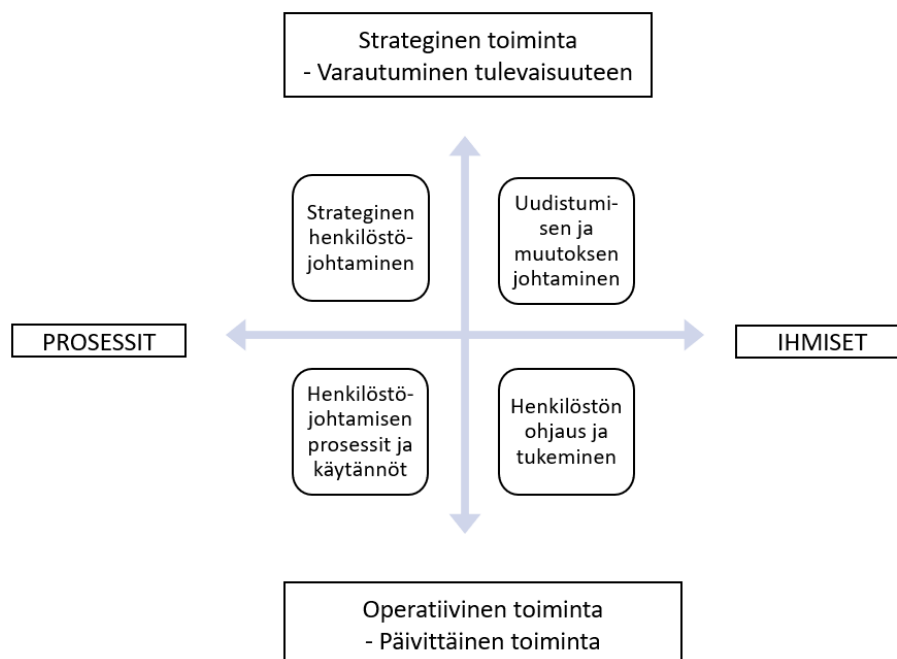 Strateginen toiminta
- Varautuminen tulevaisuuteen
Strateginen
henkilöstö-
johtaminen
Uudistumi-
sen ja
muutoksen
johtaminen
PROSESSIT
IHMISET
Henkilöstö-
johtamisen
prosessit ja
käytännöt
Henkilöstön
ohjaus ja
tukeminen
Operatiivinen toiminta
- Päivittäinen toiminta